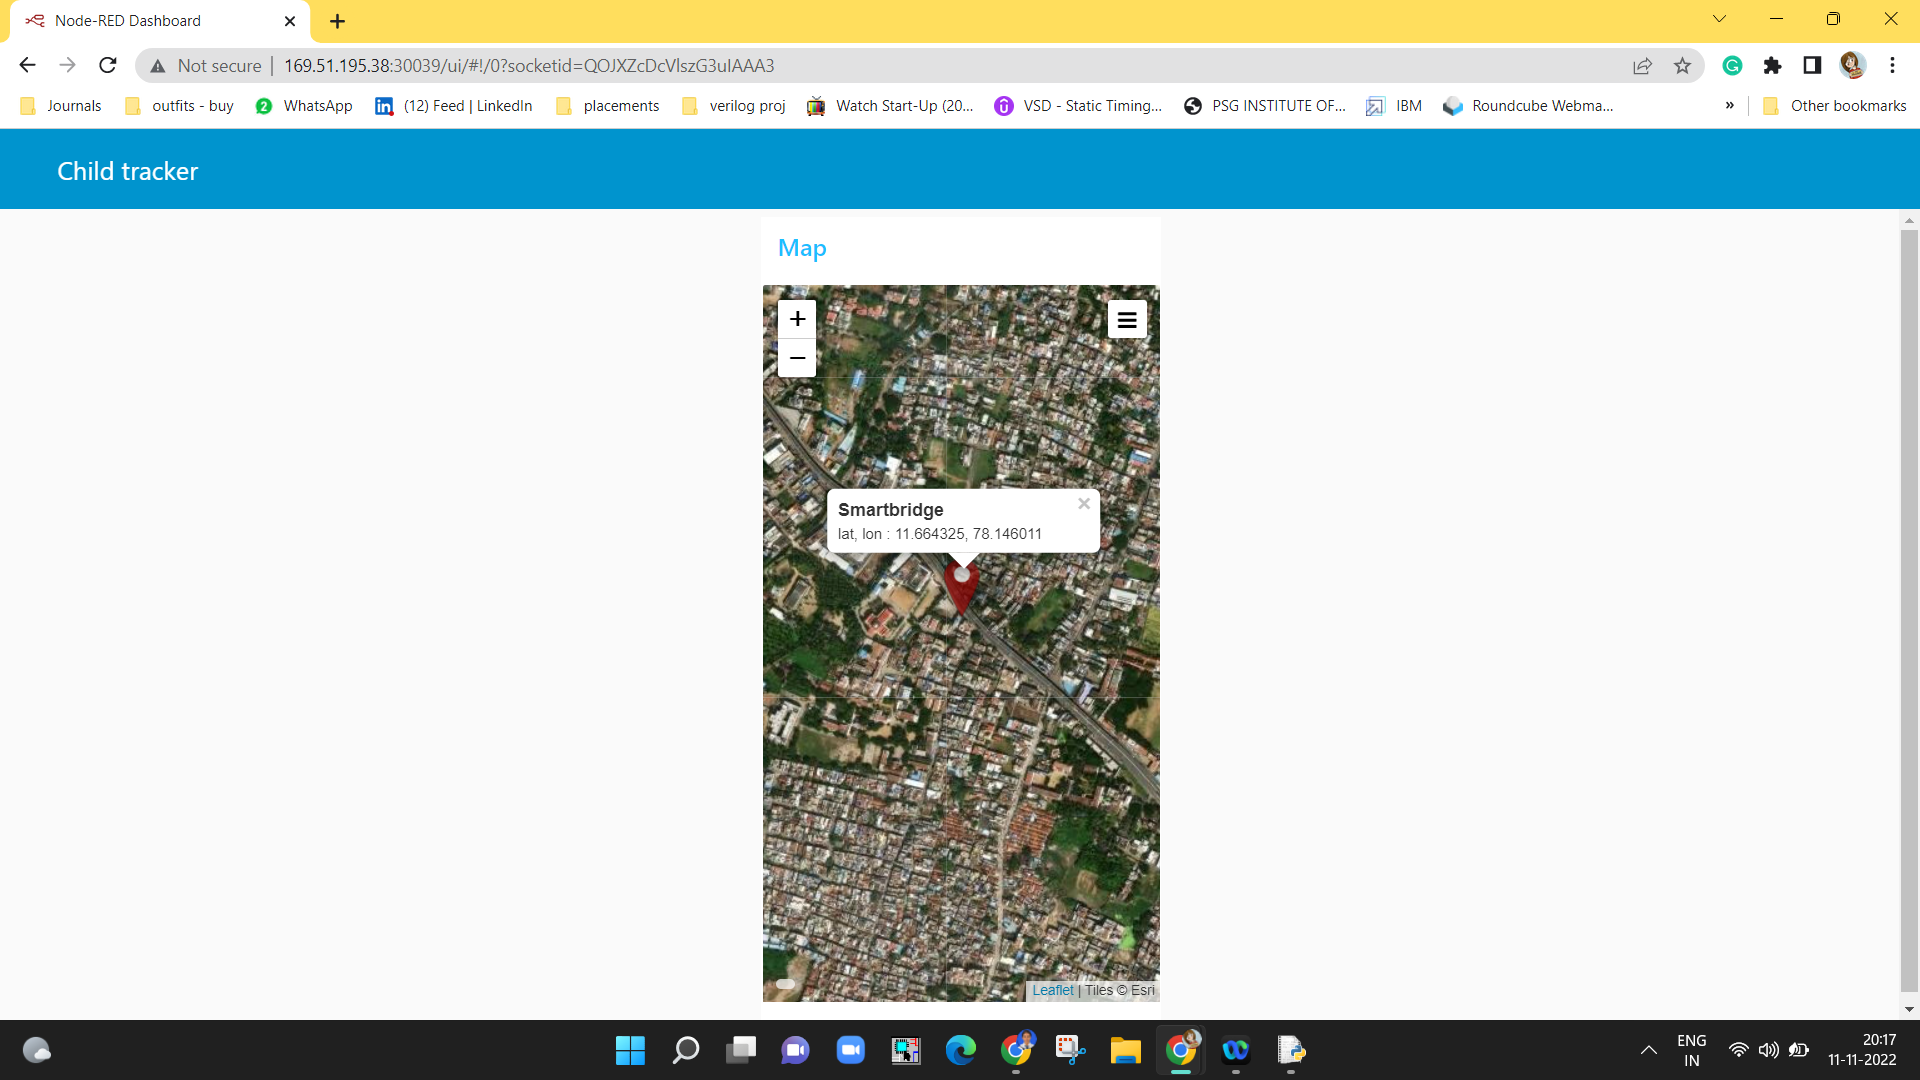 Node-RED Dashboard
Not secure | 169.51.195.38:30039/ui/#!/0?socketid=QOJXZcDcVlszG3uIAAA3
Journals outfits - buy 2 WhatsApp in (12) Feed | LinkedIn placements verilog proj Watch Start-Up (20... VSD - Static Timing... PSG INSTITUTE OF... IBM Roundcube Webma... » Other bookmarks
Child tracker
Map
+
−
Smartbridge ×
lat, lon : 11.664325, 78.146011
Leaflet | Tiles © Esri
ENG
IN
20:17
11-11-2022